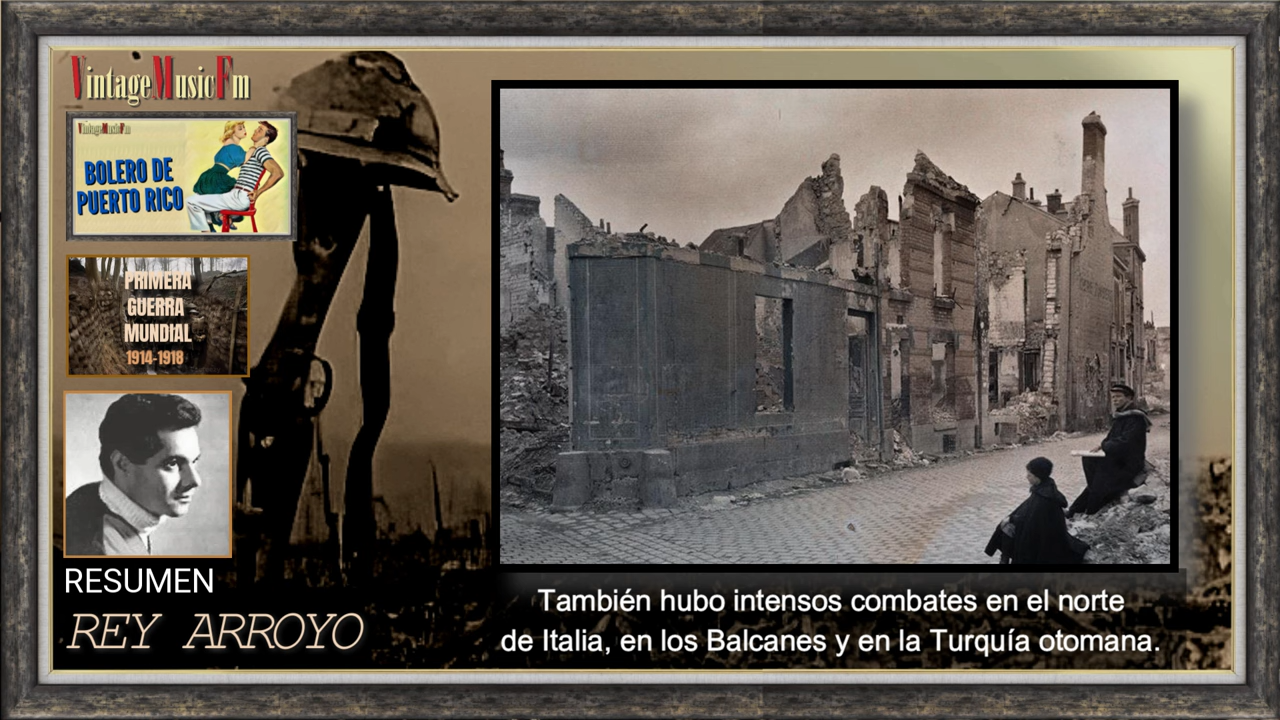 VintageMusicFm
VintageMusicFm
BOLERO DE
PUERTO RICO
PRIMERA
GUERRA
MUNDIAL
1914-1918
RESUMEN
REY ARROYO
También hubo intensos combates en el norte
de Italia, en los Balcanes y en la Turquía otomana.